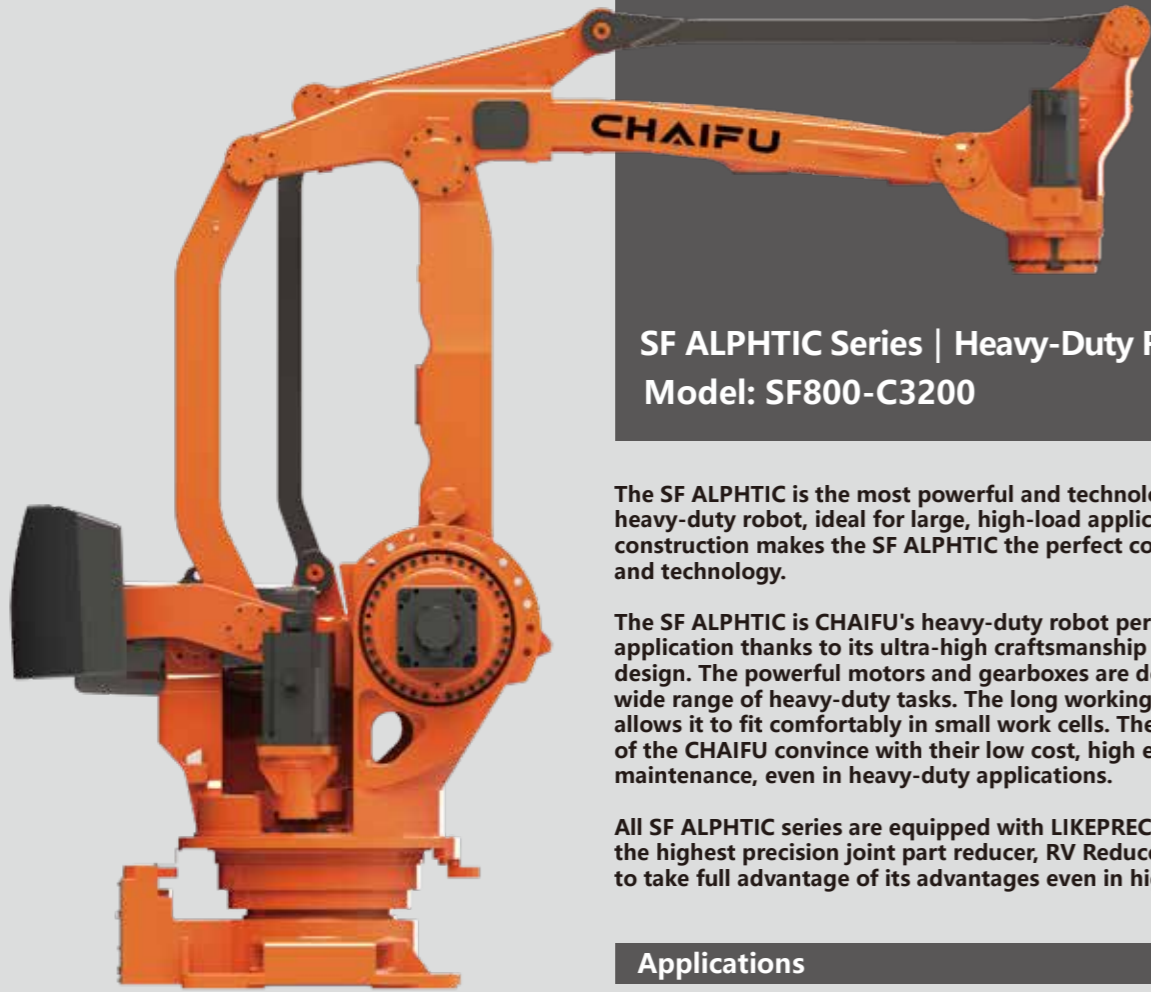 CHAIFU
SF ALPHTIC Series | Heavy-Duty
Model: SF800-C3200
The SF ALPHTIC is the most powerful and
heavy-duty robot, ideal for large, high-load
construction makes the SF ALPHTIC the perfect
and technology.
The SF ALPHTIC is CHAIFU's heavy-duty robot
application thanks to its ultra-high craftsmanship
design. The powerful motors and gearboxes are
wide range of heavy-duty tasks. The long working
allows it to fit comfortably in small work cells. The
of the CHAIFU convince with their low cost, high
maintenance, even in heavy-duty applications.
All SF ALPHTIC series are equipped with
the highest precision joint part reducer, RV
to take full advantage of its advantages even in
Applications